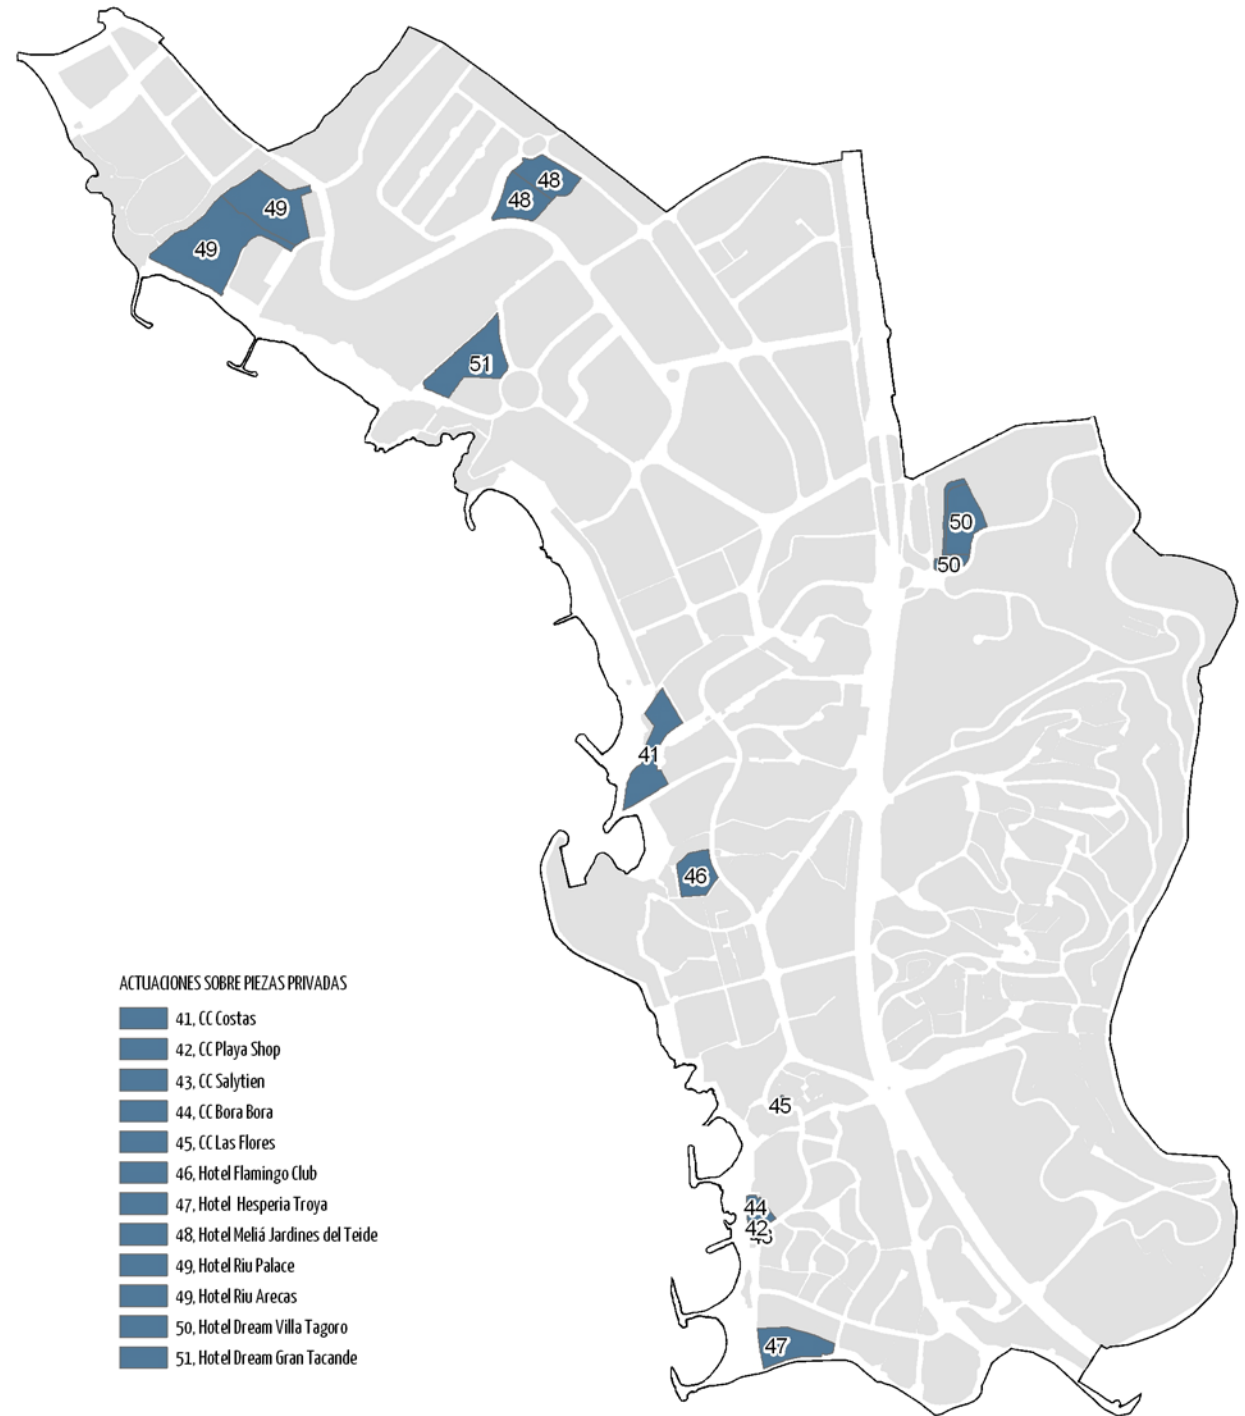 48
48
49
49
51
50
50
41
46
ACTUACIONES SOBRE PIEZAS PRIVADAS
41, CC Costas
42, CC Playa Shop
43, CC Salytien
44, CC Bora Bora
45, CC Las Flores
46, Hotel Flamingo Club
47, Hotel Hesperia Troya
48, Hotel Meliá Jardines del Teide
49, Hotel Riu Palace
49, Hotel Riu Arecas
50, Hotel Dream Villa Tagoro
51, Hotel Dream Gran Tacande
45
44
42
43
47